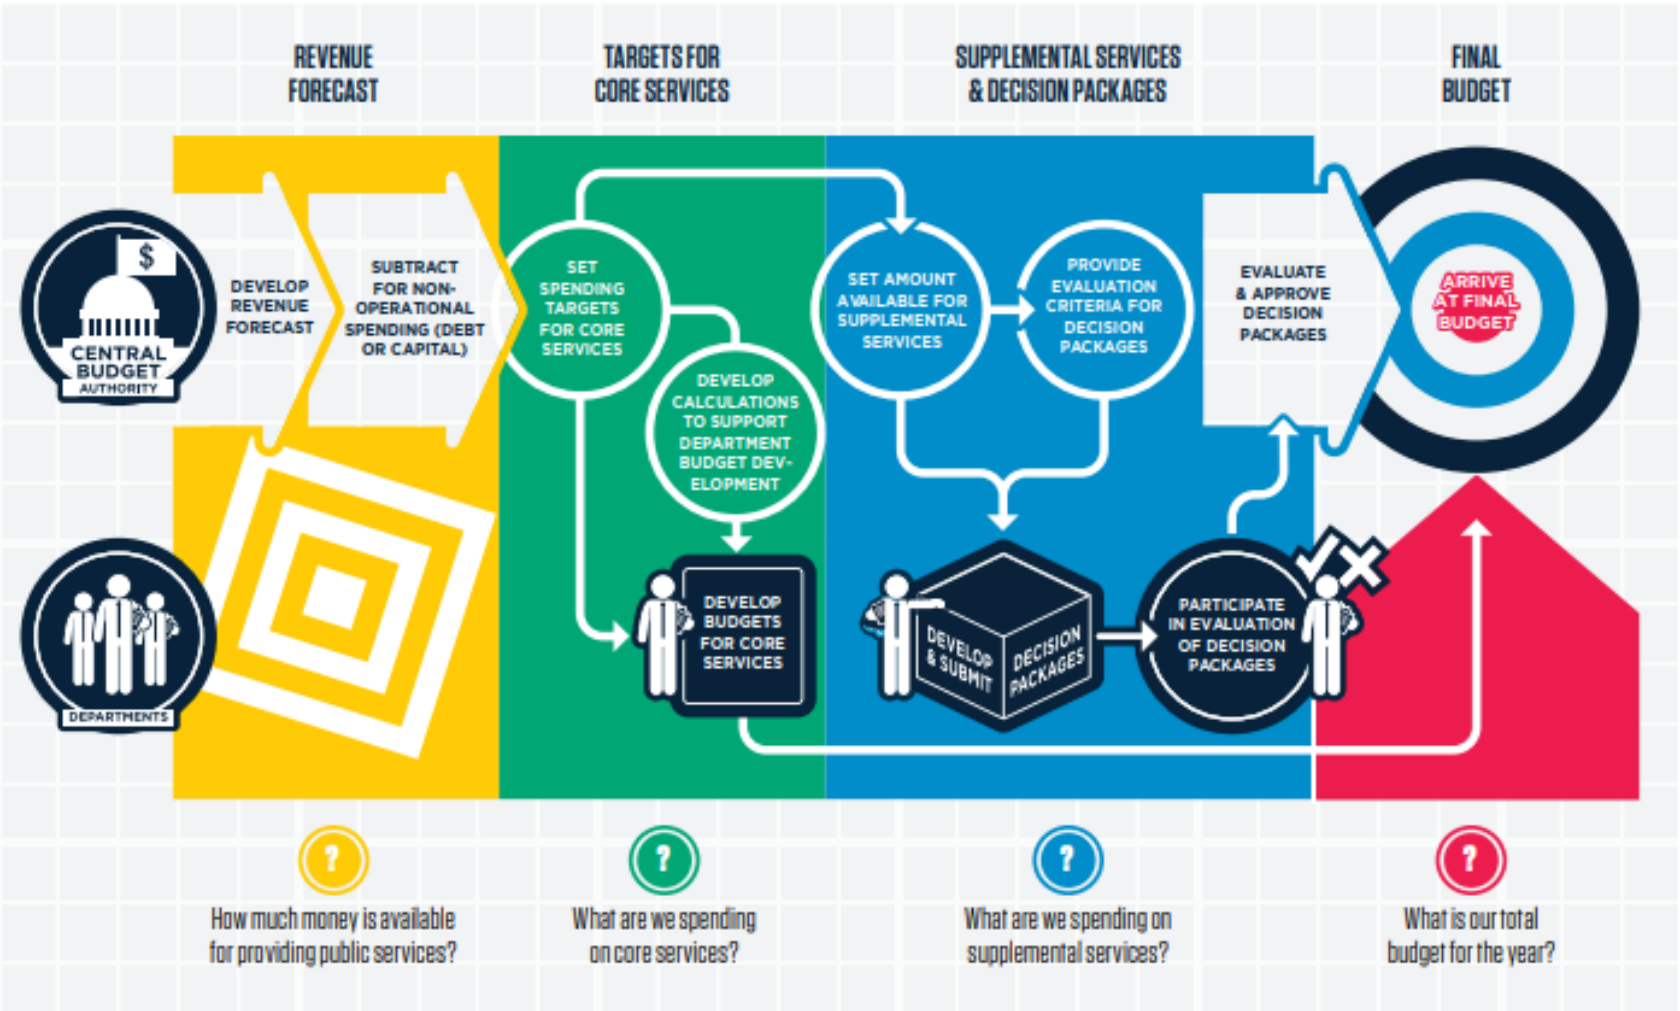 REVENUE
FORECAST
TARGETS FOR
CORE SERVICES
SUPPLEMENTAL SERVICES
& DECISION PACKAGES
FINAL
BUDGET
$
CENTRAL
BUDGET
AUTHORITY
DEVELOP
REVENUE
FORECAST
SUBTRACT
FOR NON-
OPERATIONAL
SPENDING (DEBT
OR CAPITAL)
SET
SPENDING
TARGETS
FOR CORE
SERVICES
DEVELOP
CALCULATIONS
TO SUPPORT
DEPARTMENT
BUDGET DEV-
ELOPMENT
SET AMOUNT
AVAILABLE FOR
SUPPLEMENTAL
SERVICES
PROVIDE
EVALUATION
CRITERIA FOR
DECISION
PACKAGES
EVALUATE
& APPROVE
DECISION
PACKAGES
ARRIVE
AT FINAL
BUDGET
DEPARTMENTS
DEVELOP
BUDGETS
FOR CORE
SERVICES
DEVELOP
& SUBMIT
DECISION
PACKAGES
PARTICIPATE
IN EVALUATION
OF DECISION
PACKAGES
?
How much money is available
for providing public services?
?
What are we spending
on core services?
?
What are we spending on
supplemental services?
?
What is our total
budget for the year?